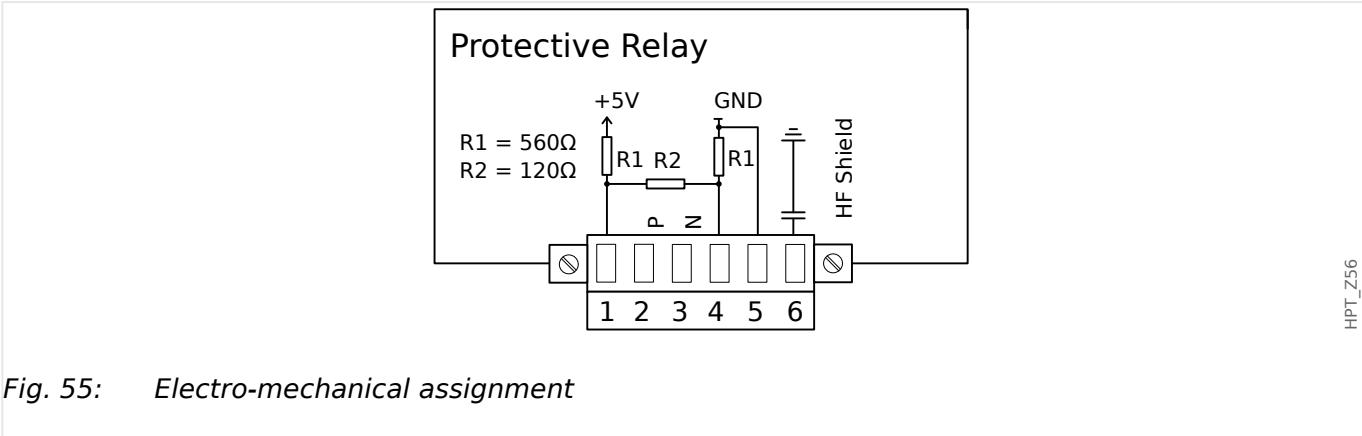 Protective Relay
+5V
GND
R1 = 560Ω
R2 = 120Ω
R1
R2
R1
HF Shield
P
N
1 2 3 4 5 6
HPT_Z56
Fig. 55: Electro-mechanical assignment